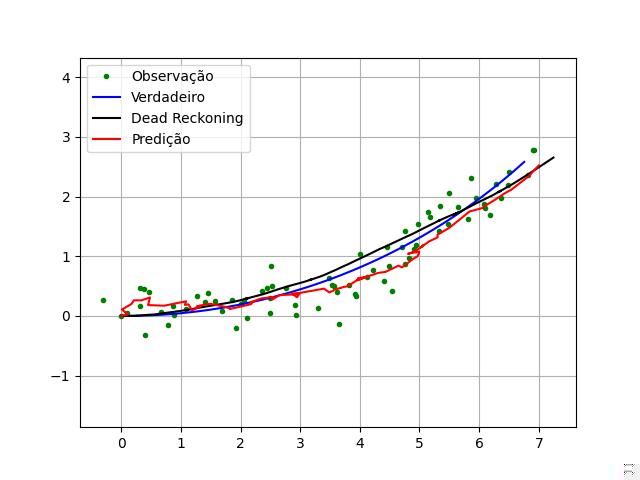 Observação
Verdadeiro
Dead Reckoning
Predição
4
3
2
1
0
−1
0 1 2 3 4 5 6 7